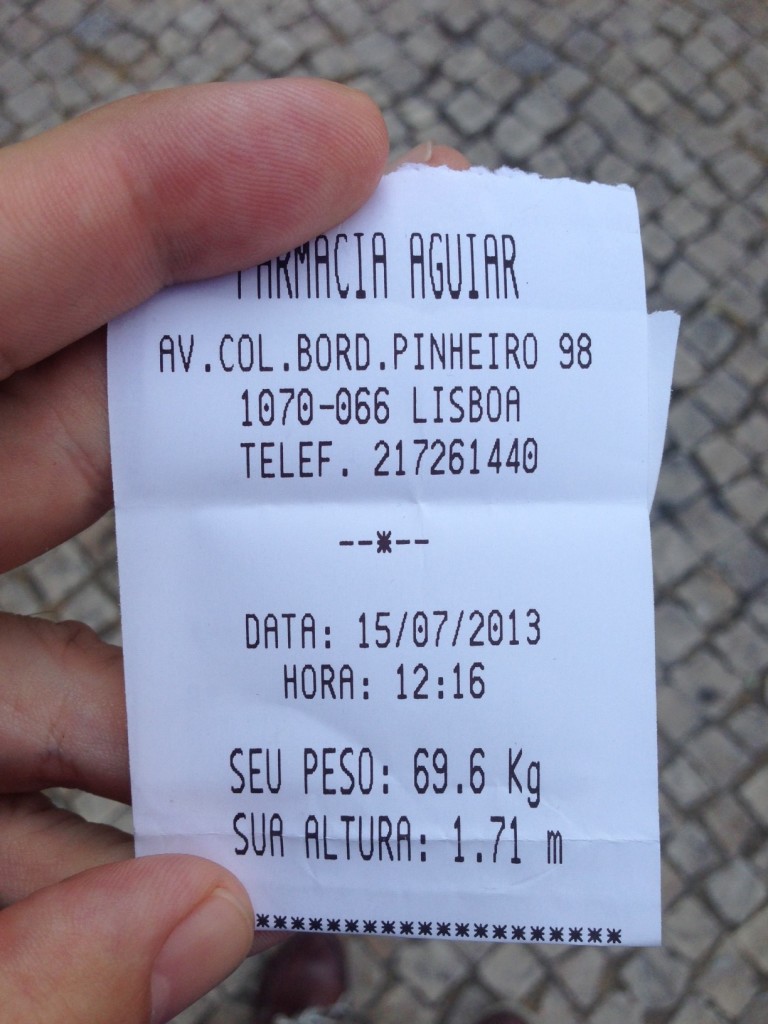 FARMACIA AGUIAR
AV.COL.BORD.PINHEIRO 98
1070-066 LISBOA
TELEF. 217261440
--*--
DATA: 15/07/2013
HORA: 12:16
SEU PESO: 69.6 Kg
SUA ALTURA: 1.71 m
********************